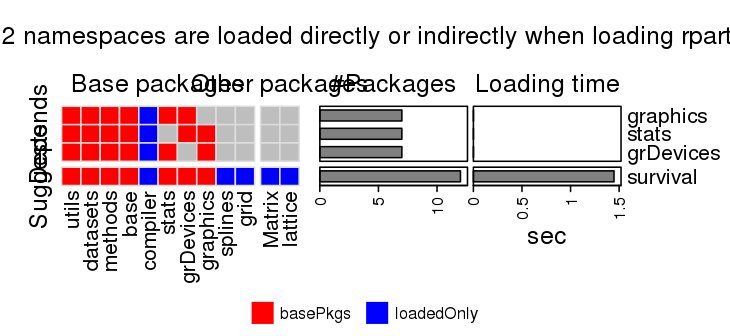 2 namespaces are loaded directly or indirectly when loading rpart
Base packages
Other packages
#Packages
Loading time
Depends
Suggests
graphics
stats
grDevices
survival
utils
datasets
methods
base
compiler
stats
grDevices
graphics
splines
grid
Matrix
lattice
0
5
10
0
0.5
1
1.5
sec
basePkgs
loadedOnly